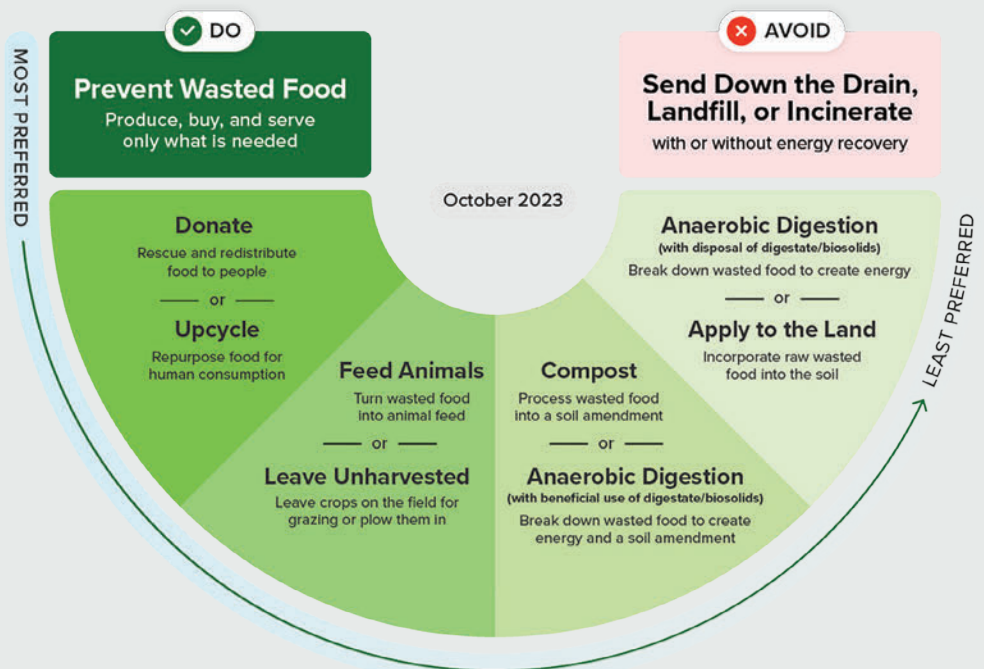 DO
Prevent Wasted Food
Produce, buy, and serve
only what is needed
AVOID
Send Down the Drain,
Landfill, or Incinerate
with or without energy recovery
MOST PREFERRED
October 2023
Donate
Rescue and redistribute
food to people
or
Upcycle
Repurpose food for
human consumption
Feed Animals
Turn wasted food
into animal feed
or
Leave Unharvested
Leave crops on the field for
grazing or plow them in
Compost
Process wasted food
into a soil amendment
or
Anaerobic Digestion
(with beneficial use of digestate/biosolids)
Break down wasted food to create
energy and a soil amendment
Anaerobic Digestion
(with disposal of digestate/biosolids)
Break down wasted food to create energy
or
Apply to the Land
Incorporate raw wasted
food into the soil
LEAST PREFERRED